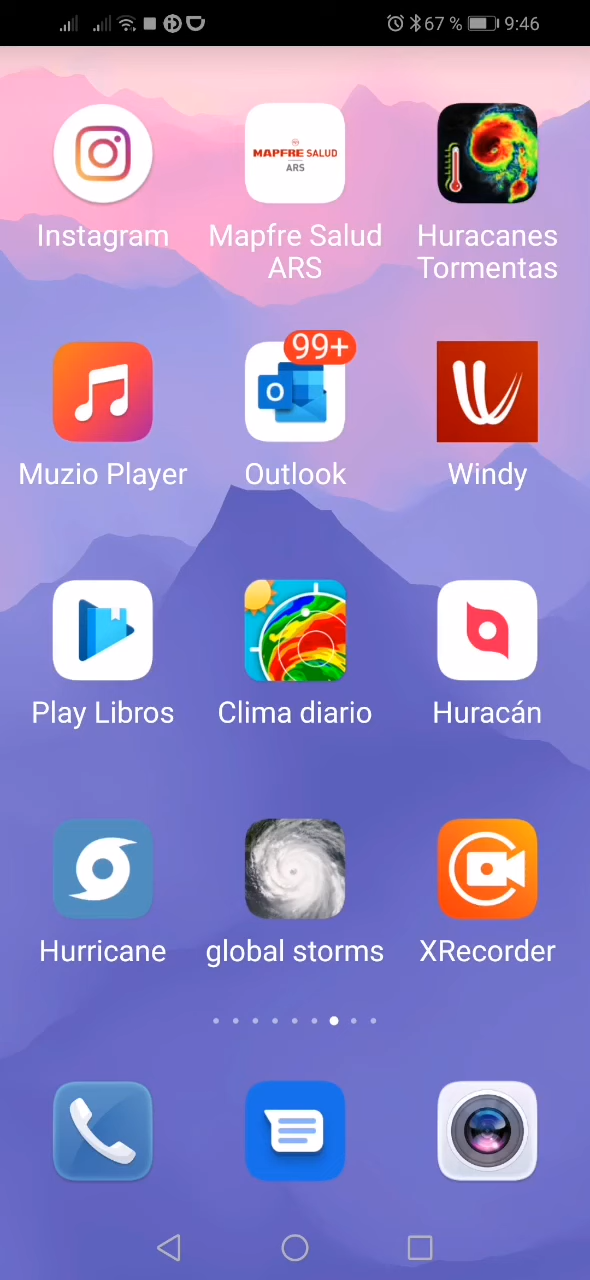 67 % 9:46
MAPFRE SALUD
ARS
Instagram
Mapfre Salud
ARS
Huracanes
Tormentas
99+
O
Muzio Player
Outlook
Windy
Play Libros
Clima diario
Huracán
Hurricane
global storms
XRecorder